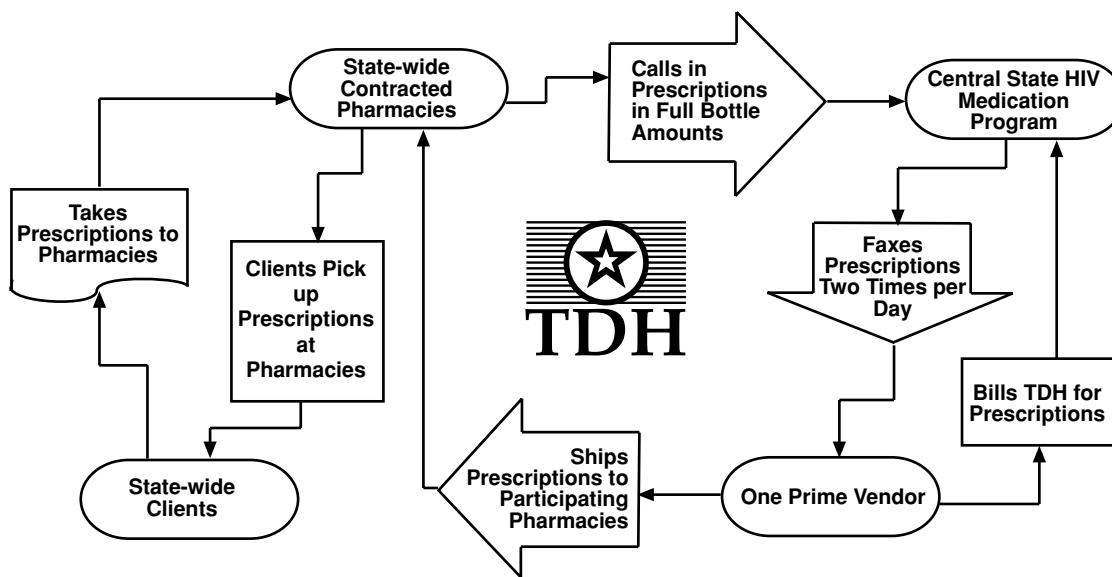 State-wide
Contracted
Pharmacies
Calls in
Prescriptions
in Full Bottle
Amounts
Central State HIV
Medication
Program
Takes
Prescriptions to
Pharmacies
Clients Pick
up
Prescriptions
at
Pharmacies
TDH
Faxes
Prescriptions
Two Times per
Day
Bills TDH for
Prescriptions
State-wide
Clients
Ships
Prescriptions to
Participating
Pharmacies
One Prime Vendor